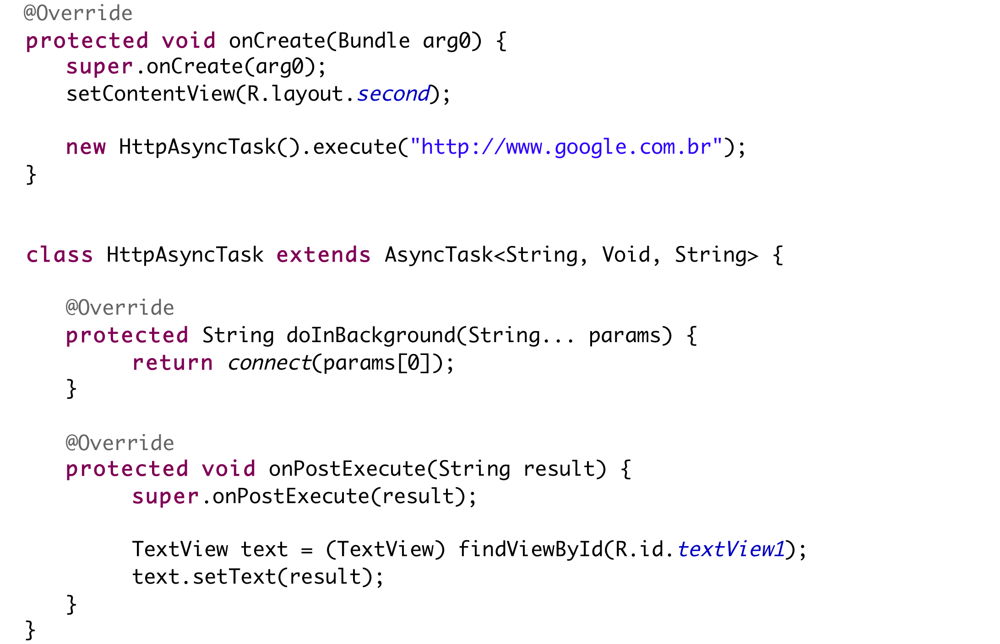 @Override
protected void onCreate(Bundle arg0) {
super.onCreate(arg0);
setContentView(R.layout.second);
new HttpAsyncTask().execute("http://www.google.com.br");
}
class HttpAsyncTask extends AsyncTask<String, Void, String> {
@Override
protected String doInBackground(String... params) {
return connect(params[0]);
}
@Override
protected void onPostExecute(String result) {
super.onPostExecute(result);
TextView text = (TextView) findViewById(R.id.textView1);
text.setText(result);
}
}